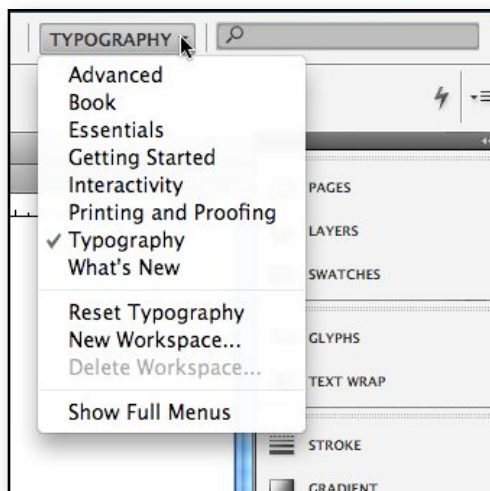 TYPOGRAPHY
Advanced
Book
Essentials
Getting Started
Interactivity
Printing and Proofing
Typography
What's New
Reset Typography
New Workspace...
Delete Workspace...
Show Full Menus
PAGES
LAYERS
SWATCHES
GLYPHS
TEXT WRAP
STROKE
GRADIENT